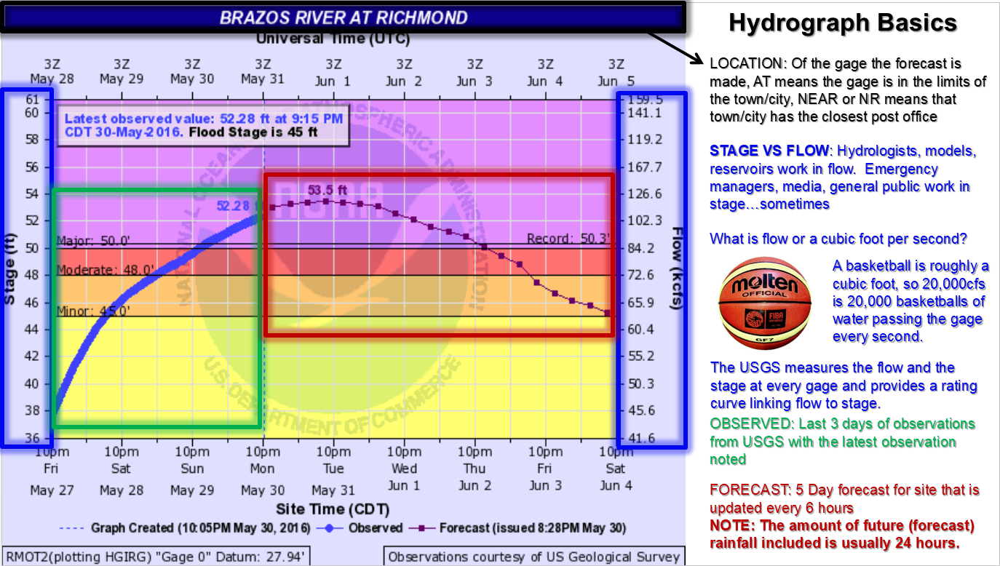 BRAZOS RIVER AT RICHMOND
Universal Time (UTC)
3Z 3Z 3Z 3Z 3Z 3Z 3Z 3Z 3Z
May 28 May 29 May 30 May 31 Jun 1 Jun 2 Jun 3 Jun 4 Jun 5
Latest observed value: 52.28 ft at 9:15 PM
CDT 30-May-2016. Flood Stage is 45 ft
Stage (ft)
61
60
58
56
54
52
50
48
46
44
42
40
38
36
NATIONAL OCEANIC ATMOSPHERIC ADMINISTRATION
NOAA
U.S. DEPARTMENT OF COMMERCE
53.5 ft
52.28 f
Major: 50.0'
Record: 50.3'
Moderate: 48.0'
Minor: 45.0'
159.5
141.1
119.2
167.7
126.6
102.3
84.2
72.6
65.9
60.4
55.2
50.3
45.6
41.6
Flow (kcfs)
10pm 10pm 10pm 10pm 10pm 10pm 10pm 10pm 10pm
Fri Sat Sun Mon Tue Wed Thu Fri Sat
May 27 May 28 May 29 May 30 May 31 Jun 1 Jun 2 Jun 3 Jun 4
Site Time (CDT)
Graph Created (10:05PM May 30, 2016) Observed Forecast (issued 8:28PM May 30)
RMOT2(plotting HGIRG) "Gage 0" Datum: 27.94'
Observations courtesy of US Geological Survey
Hydrograph Basics
LOCATION: Of the gage the forecast is
made, AT means the gage is in the limits of
the town/city, NEAR or NR means that
town/city has the closest post office
STAGE VS FLOW: Hydrologists, models,
reservoirs work in flow. Emergency
managers, media, general public work in
stage…sometimes
What is flow or a cubic foot per second?
molten
OFFICIAL
FIBA
GF7
A basketball is roughly a
cubic foot, so 20,000cfs
is 20,000 basketballs of
water passing the gage
every second.
The USGS measures the flow and the
stage at every gage and provides a rating
curve linking flow to stage.
OBSERVED: Last 3 days of observations
from USGS with the latest observation
noted
FORECAST: 5 Day forecast for site that is
updated every 6 hours
NOTE: The amount of future (forecast)
rainfall included is usually 24 hours.